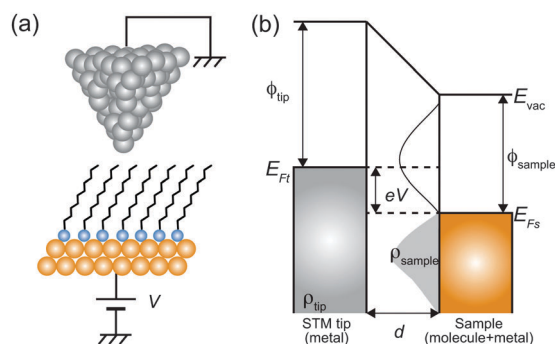 (a)
V
(b)
ϕtip
Evac
ϕsample
EFt
eV
EFs
ρsample
ρtip
STM tip
(metal)
d
Sample
(molecule+metal)